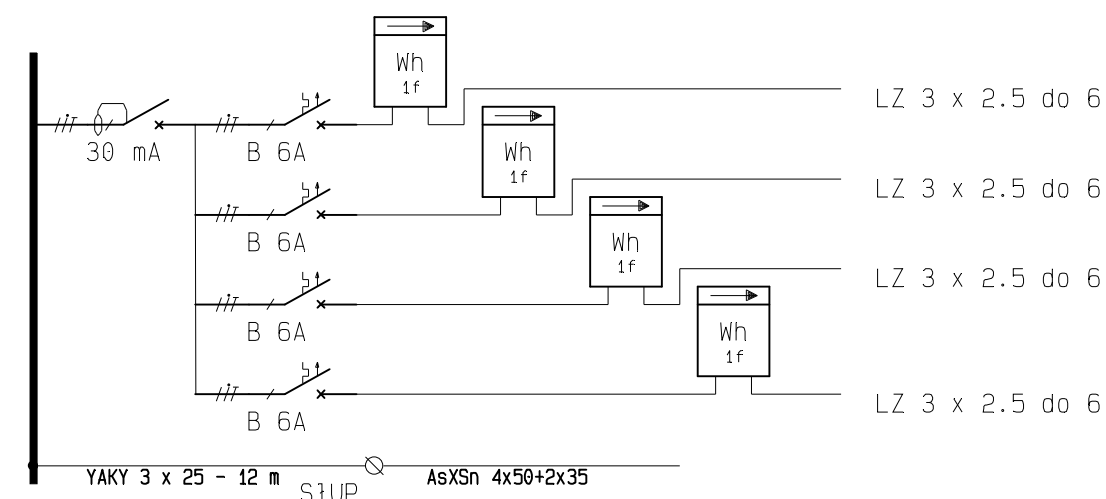 Wh
1f
LZ 3 x 2.5 do 6
30 mA
B 6A
Wh
1f
LZ 3 x 2.5 do 6
B 6A
Wh
1f
LZ 3 x 2.5 do 6
B 6A
Wh
1f
LZ 3 x 2.5 do 6
B 6A
YAKY 3 x 25 - 12 m
AsXSn 4x50+2x35
SłUP